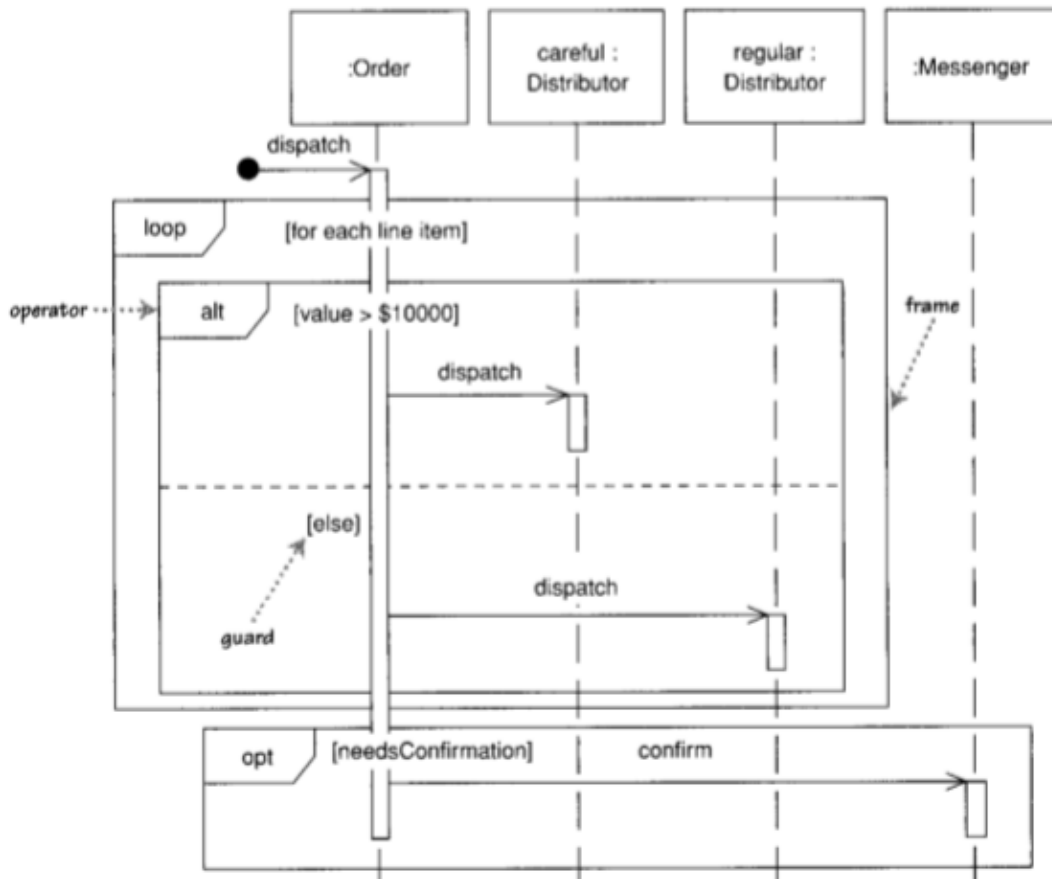 :Order
careful :
Distributor
regular :
Distributor
:Messenger
dispatch
loop
[for each line item]
operator
alt
[value > $10000]
frame
dispatch
[else]
dispatch
guard
opt
[needsConfirmation]
confirm